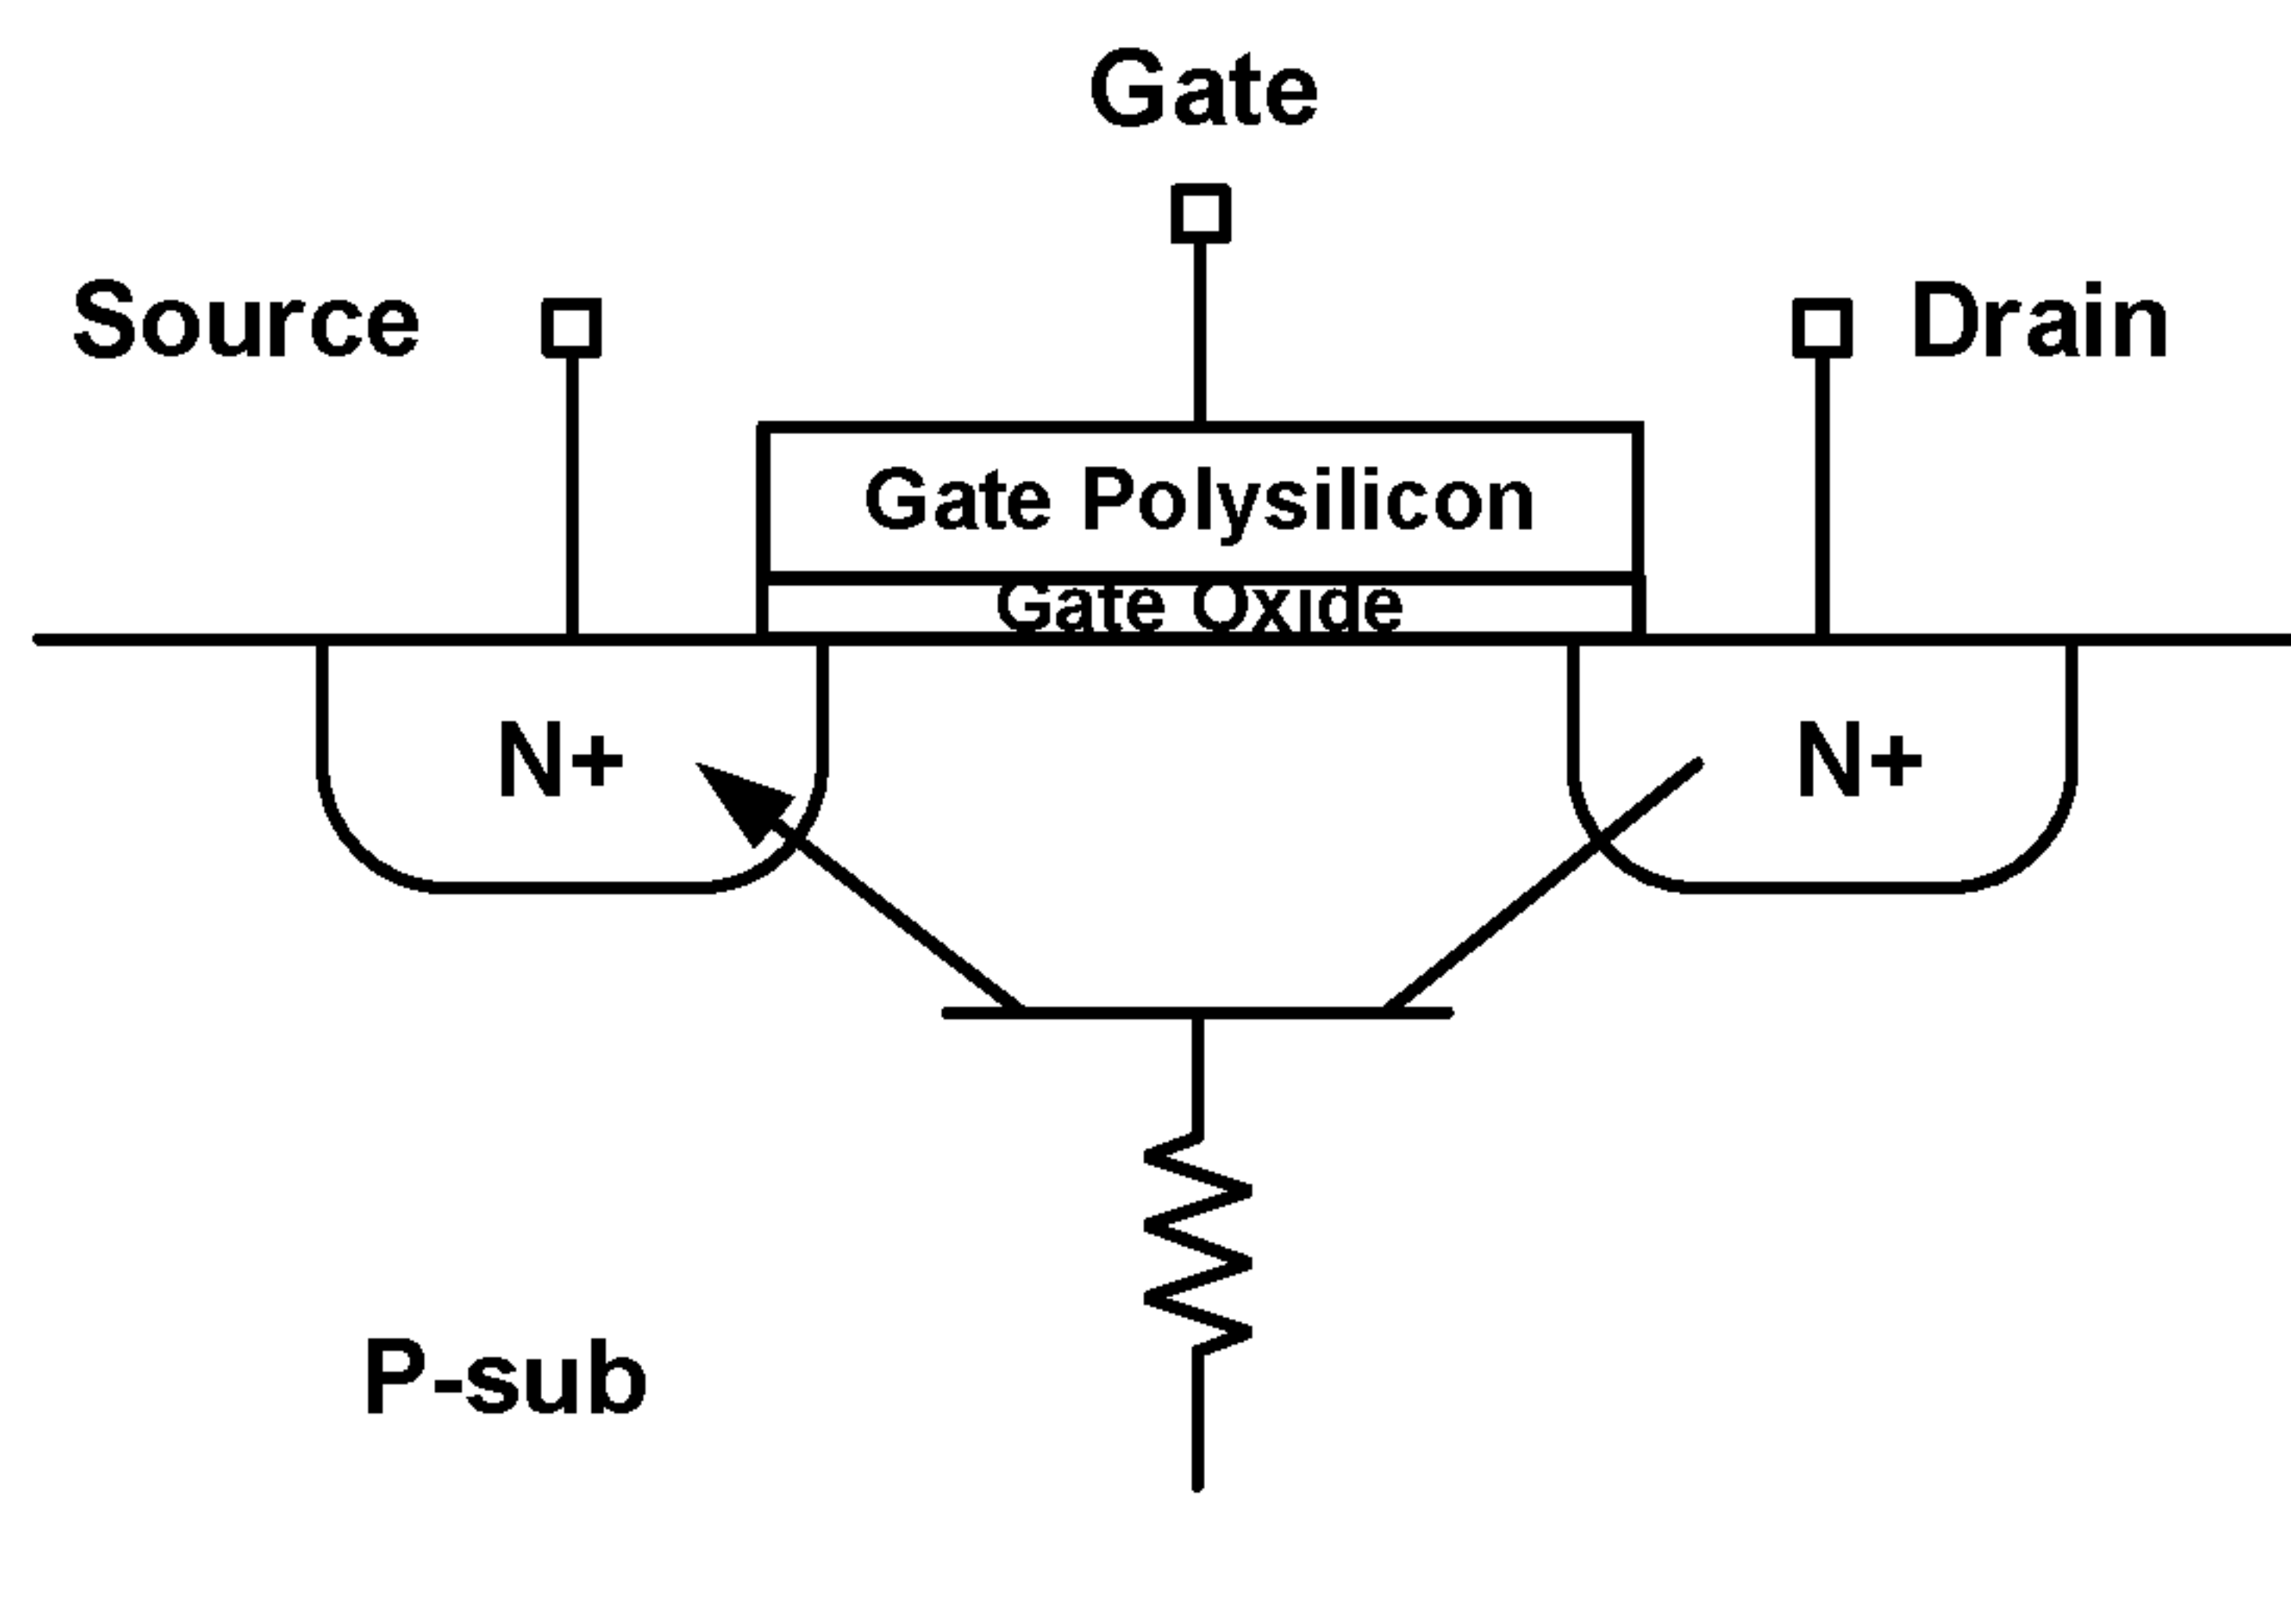 Gate
Source
Drain
Gate Polysilicon
Gate Oxide
N+
N+
P-sub